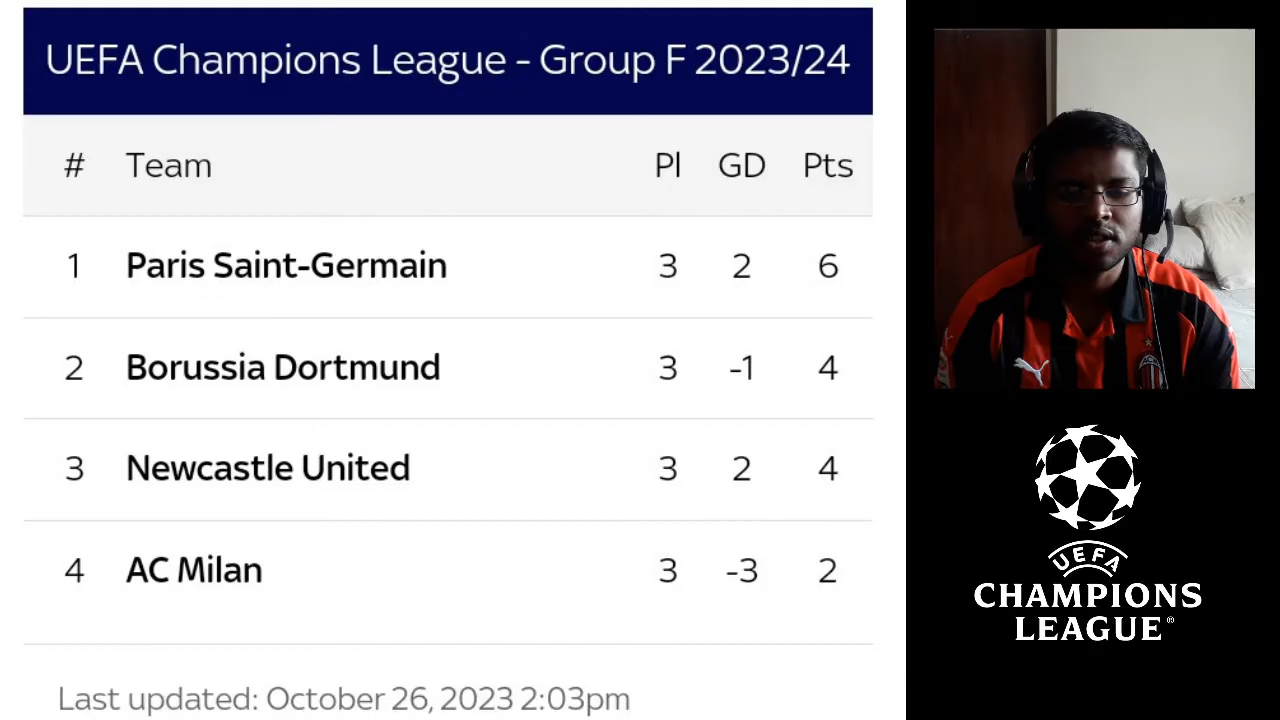 UEFA Champions League - Group F 2023/24
# Team Pl GD Pts
1 Paris Saint-Germain 3 2 6
2 Borussia Dortmund 3 -1 4
3 Newcastle United 3 2 4
4 AC Milan 3 -3 2
Last updated: October 26, 2023 2:03pm
UEFA
CHAMPIONS
LEAGUE®